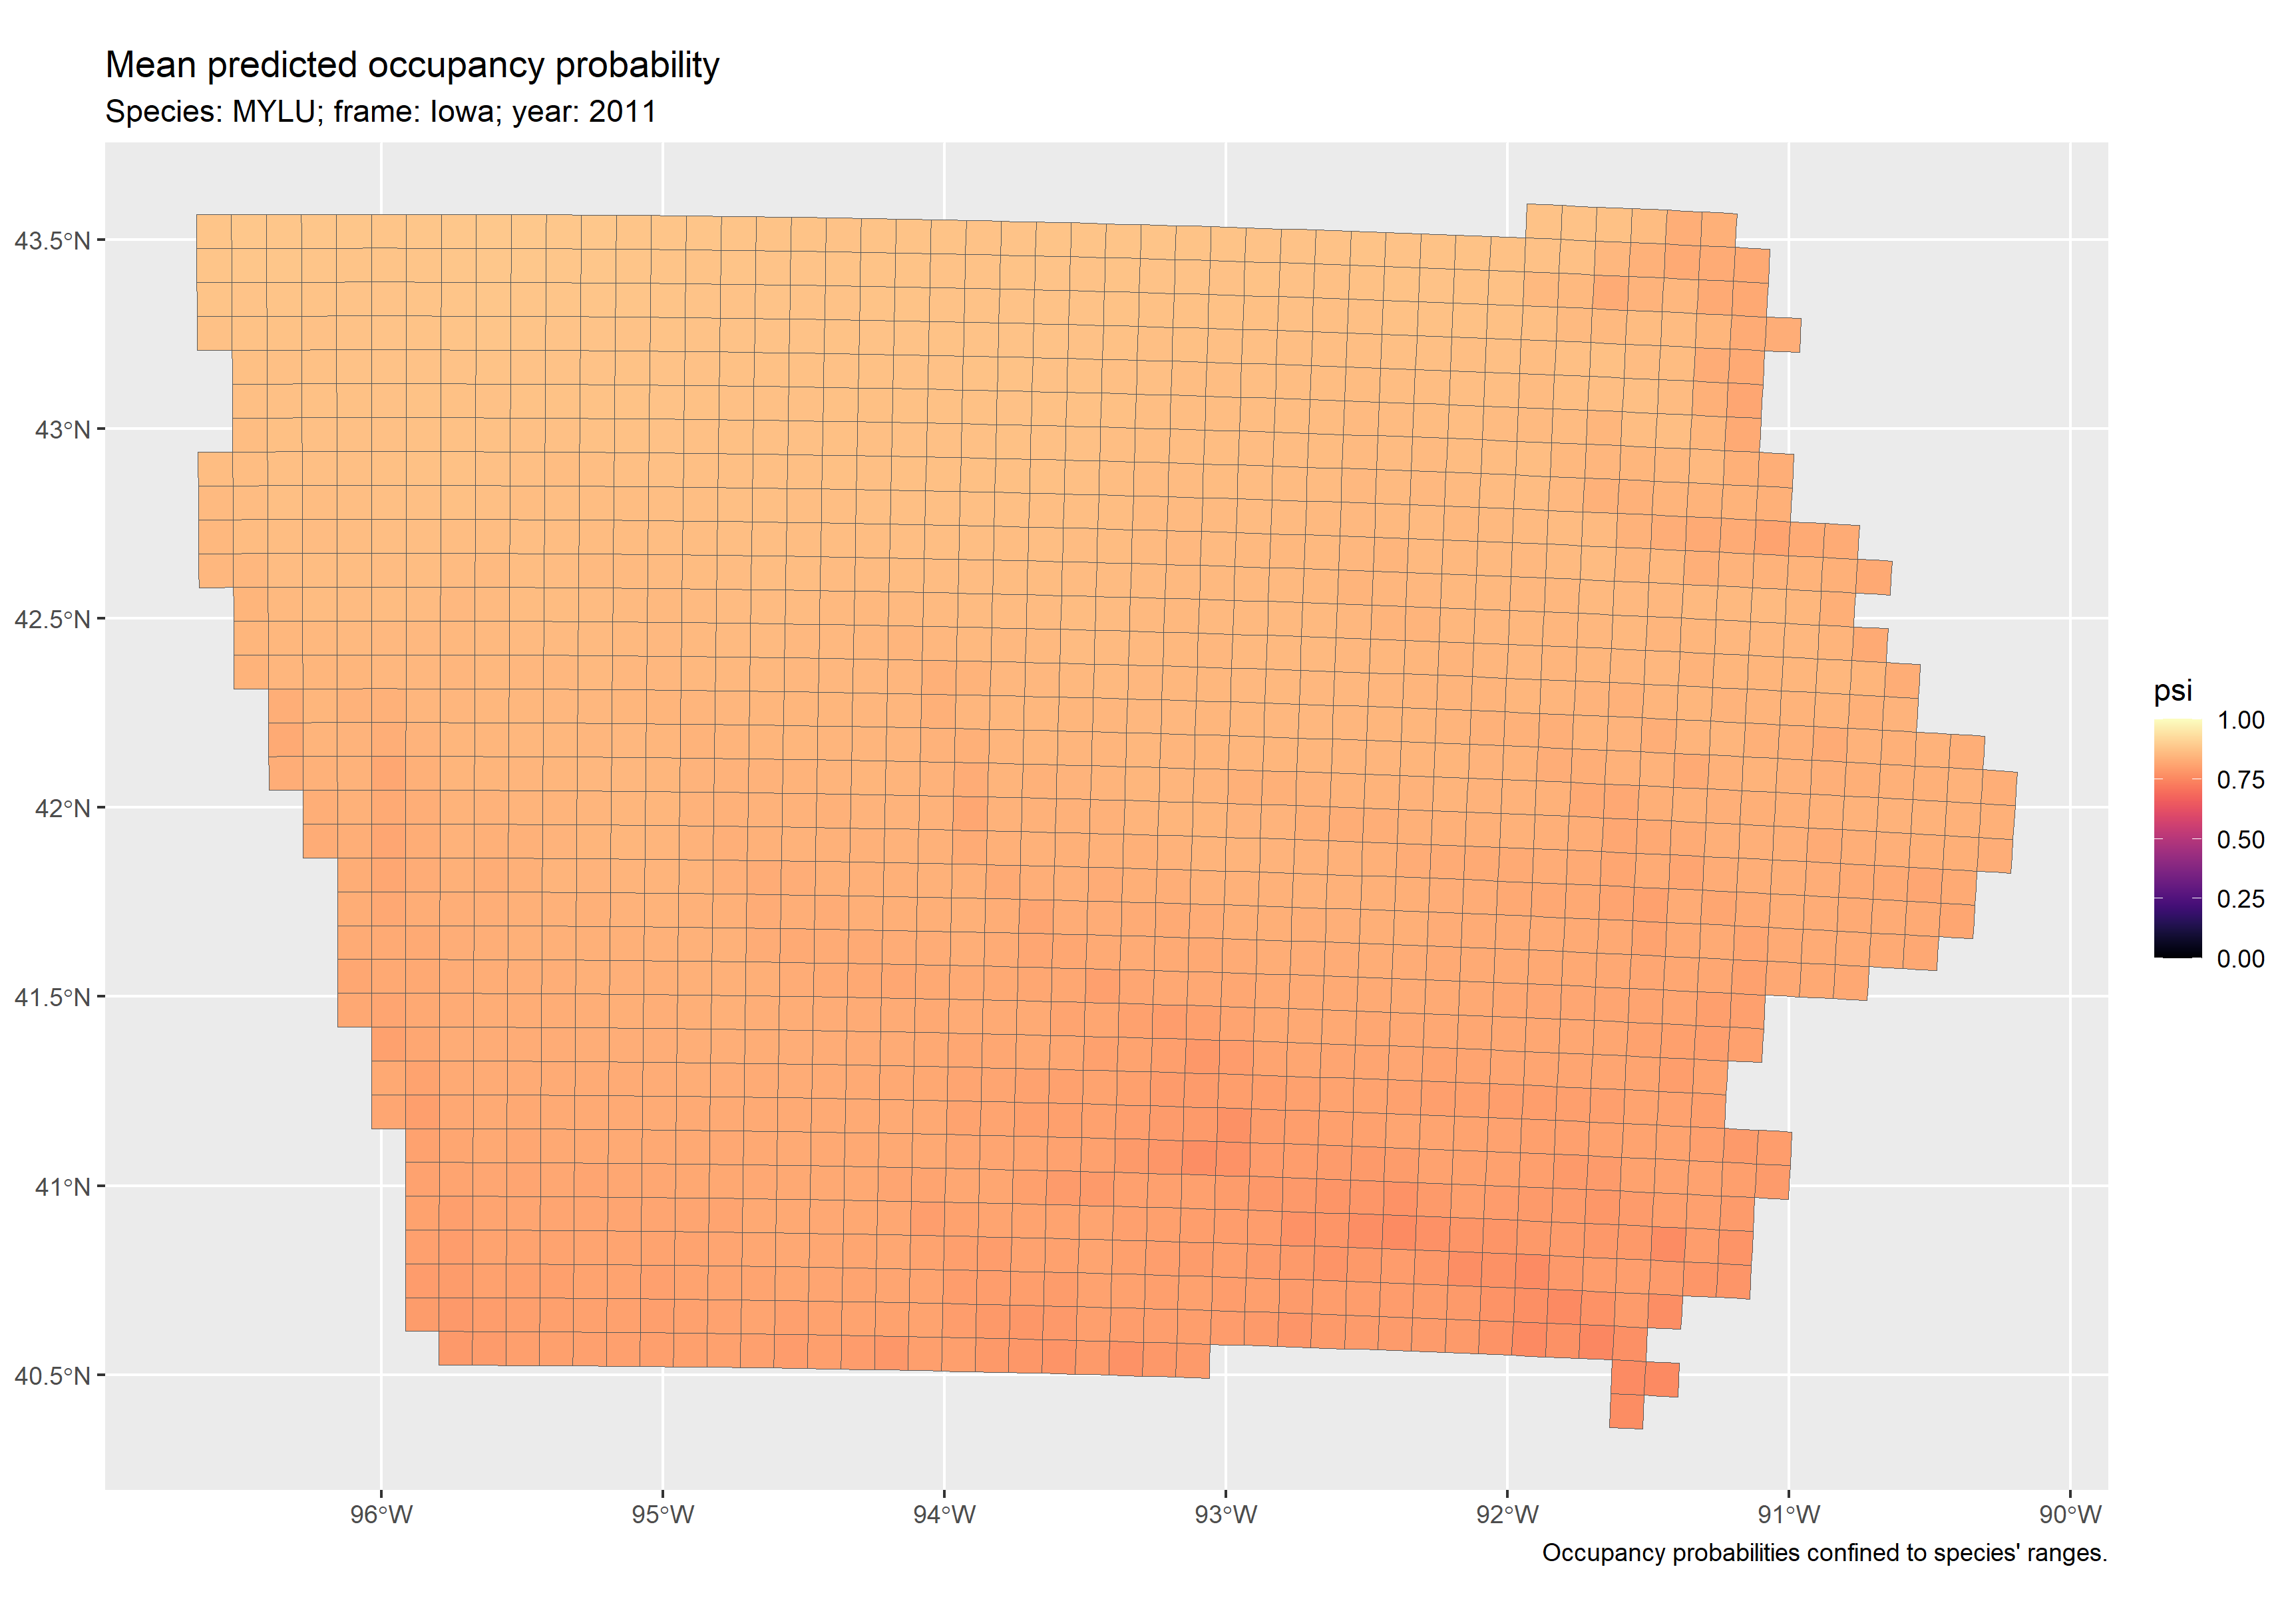 Mean predicted occupancy probability
Species: MYLU; frame: Iowa; year: 2011
43.5°N
43°N
42.5°N
42°N
41.5°N
41°N
40.5°N
96°W
95°W
94°W
93°W
92°W
91°W
90°W
psi
1.00
0.75
0.50
0.25
0.00
Occupancy probabilities confined to species' ranges.